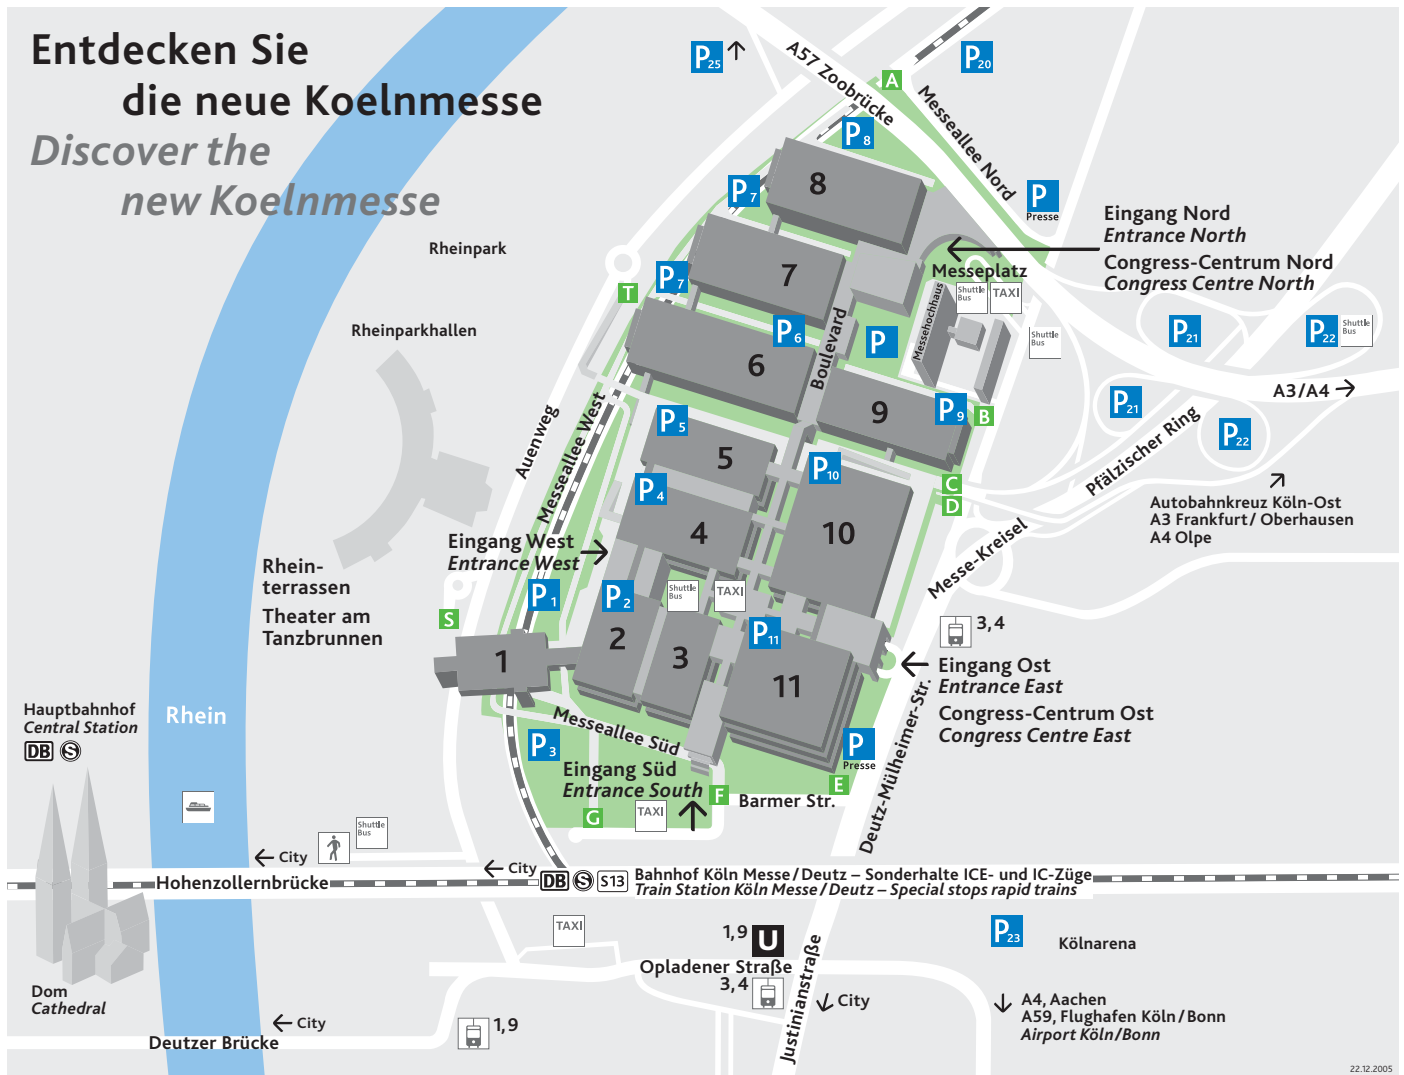 Entdecken Sie
die neue Koelnmesse
Discover the
new Koelnmesse
P25
A57 Zoobrücke
P20
A
Messeallee Nord
P8
8
P7
P
Presse
Eingang Nord
Entrance North
Congress-Centrum Nord
Congress Centre North
Rheinpark
7
P7
T
Messeplatz
Shuttle
Bus
TAXI
Messehochhaus
Boulevard
P6
P
Shuttle
Bus
P21
P22
Shuttle
Bus
Rheinparkhallen
6
A3/A4
P21
P22
Auenweg
Messeallee West
P5
9
P9
B
Pfälzischer Ring
5
P10
P4
C
D
Autobahnkreuz Köln-Ost
A3 Frankfurt/ Oberhausen
A4 Olpe
4
10
Eingang West
Entrance West
Messe-Kreisel
Rhein-
terrassen
Theater am
Tanzbrunnen
P1
P2
Shuttle
Bus
TAXI
S
P11
3,4
1
2
3
11
Eingang Ost
Entrance East
Congress-Centrum Ost
Congress Centre East
Deutz-Mülheimer-Str.
Hauptbahnhof
Central Station
DB S
Rhein
Messeallee Süd
P3
P
Presse
Eingang Süd
Entrance South
E
F
Barmer Str.
G
TAXI
Shuttle
Bus
City
City
Hohenzollernbrücke
DB S S13
Bahnhof Köln Messe/Deutz – Sonderhalte ICE- und IC-Züge
Train Station Köln Messe/Deutz – Special stops rapid trains
TAXI
1,9 U
Opladener Straße
3,4
Justinianstraße
City
P23
Kölnarena
Dom
Cathedral
A4, Aachen
A59, Flughafen Köln/Bonn
Airport Köln/Bonn
City
Deutzer Brücke
1,9
22.12.2005